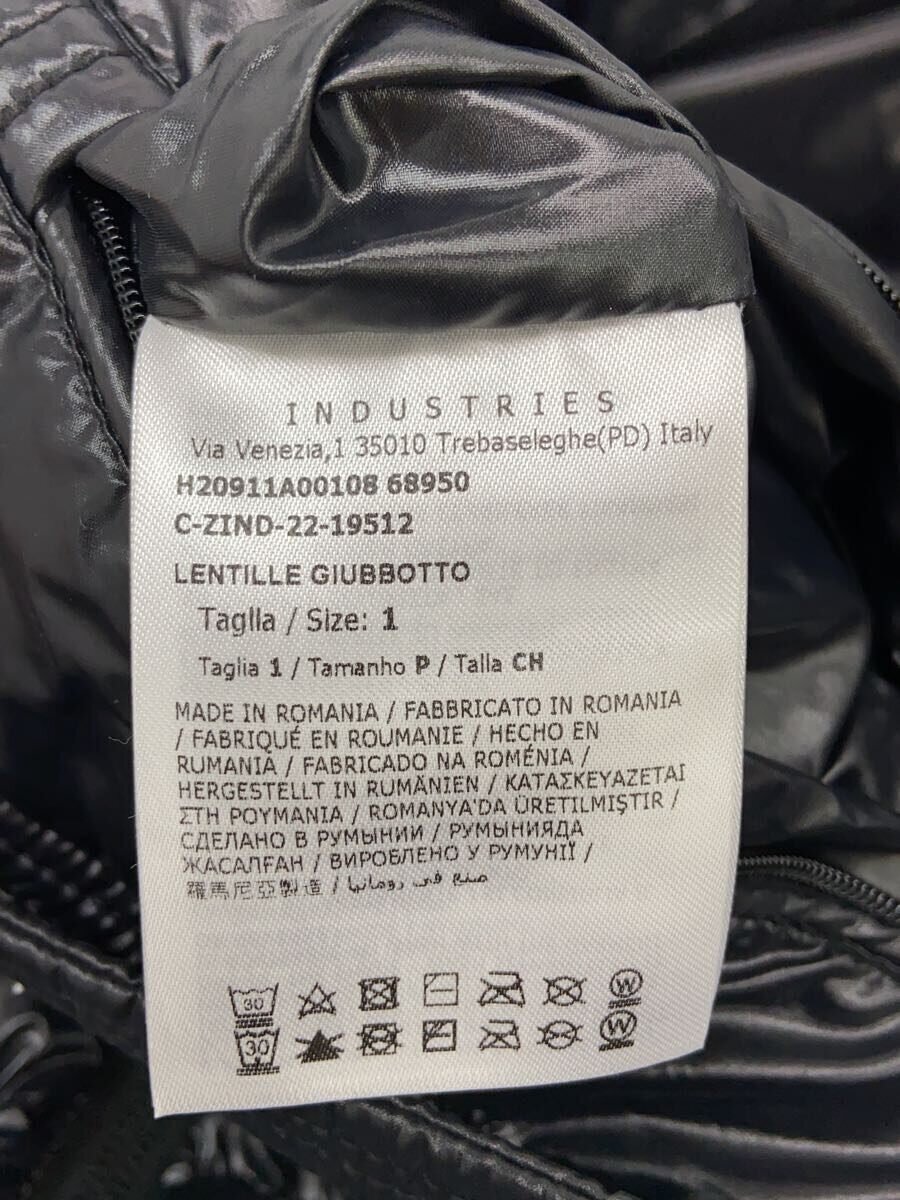 INDUSTRIES
Via Venezia,1 35010 Trebaseleghe(PD) Italy
H20911A00108 68950
C-ZIND-22-19512
LENTILLE GIUBBOTTO
Taglla / Size: 1
Taglia 1 / Tamanho P / Talla CH
MADE IN ROMANIA / FABBRICATO IN ROMANIA
/ FABRIQUÉ EN ROUMANIE / HECHO EN
RUMANIA / FABRICADO NA ROMÉNIA /
HERGESTELLT IN RUMÄNIEN / ΚΑΤΑΣΚΕΥΑΖΕΤΑΙ
ΣΤΗ ΡΟΥΜΑΝΙΑ / ROMANYA'DA ÜRETILMIŞTIR /
СДЕЛАНО В РУМЫНИИ / РУМЫНИЯДА
ЖАСАЛҒАН / ВИРОБЛЕНО У РУМУНІЇ /
羅馬尼亞製造 / صنع في رومانيا
30 W
30 W